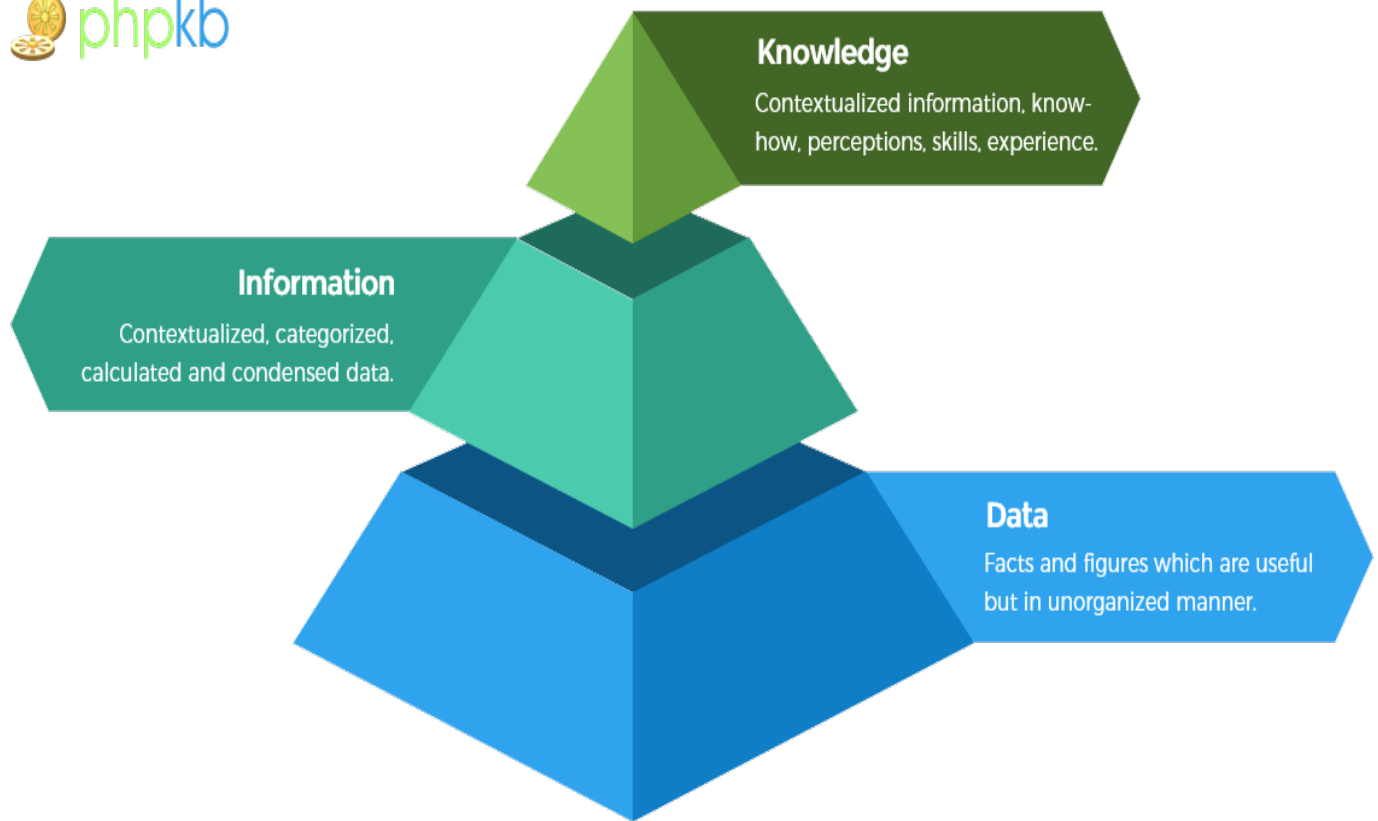 phpkb
Knowledge
Contextualized information, know-
how, perceptions, skills, experience.
Information
Contextualized, categorized,
calculated and condensed data.
Data
Facts and figures which are useful
but in unorganized manner.